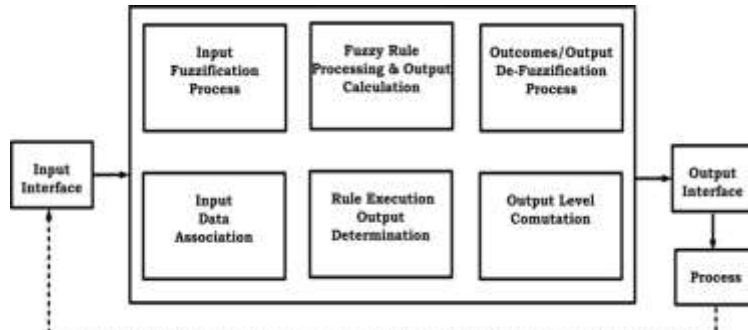 Input
Fuzzification
Process
Fuzzy Rule
Processing & Output
Calculation
Outcomes/Output
De-Fuzzification
Process
Input
Interface
Input
Data
Association
Rule Execution
Output
Determination
Output Level
Comutation
Output
Interface
Process